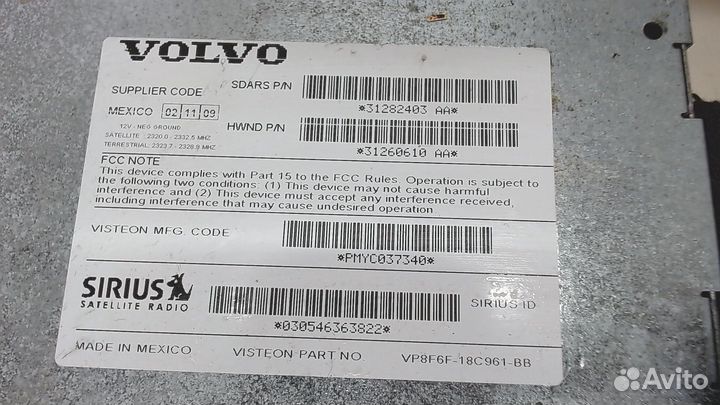 VOLVO
SUPPLIER CODE
SDARS P/N
*31282403 AA*
MEXICO 02 11 09
12V - NEG GROUND
SATELLITE: 2320.0 - 2332.5 MHZ
TERRESTRIAL: 2323.7 - 2328.8 MHZ
HWND P/N
*31260610 AA*
FCC NOTE
This device complies with Part 15 to the FCC Rules. Operation is subject to
the following two conditions: (1) This device may not cause harmful
interference and (2) This device must accept any interference received,
including interference that may cause undesired operation.
VISTEON MFG. CODE
*PMYC037340*
SIRIUS
SATELLITE RADIO
SIRIUS ID
*030546363822*
MADE IN MEXICO VISTEON PART NO VP8F6F-18C961-BB
Avito